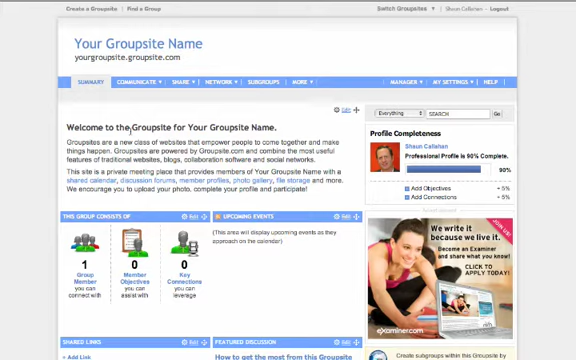 Create a Groupsite | Find a Group
Switch Groupsites ▼ | Shaun Callahan | Logout
Your Groupsite Name
yourgroupsite.groupsite.com
SUMMARY COMMUNICATE ▼ SHARE ▼ NETWORK ▼ SUBGROUPS MORE ▼
MANAGER ▼ MY SETTINGS ▼ HELP
Edit
Welcome to the Groupsite for Your Groupsite Name.
Groupsites are a new class of websites that empower people to come together and make
things happen. Groupsites are powered by Groupsite.com and combine the most useful
features of traditional websites, blogs, collaboration software and social networks.
This site is a private meeting place that provides members of Your Groupsite Name with a
shared calendar, discussion forums, member profiles, photo gallery, file storage and more.
We encourage you to upload your photo, complete your profile and participate!
Everything SEARCH Go
Profile Completeness
Shaun Callahan
Professional Profile is 90% Complete.
90%
Add Objectives + 5%
Add Connections + 5%
THIS GROUP CONSISTS OF Edit
1
Group
Member
you can
connect with
0
Member
Objectives
you can
assist with
0
Key
Connections
you can
leverage
UPCOMING EVENTS Edit
(This area will display upcoming events as they
approach on the calendar)
We write it
because we live it.
JOIN US!
Become an Examiner
and share what you know!
CLICK TO
APPLY TODAY!
examiner.com
SHARED LINKS Edit
+ Add Link
FEATURED DISCUSSION Edit
How to get the most from this Groupsite
Create subgroups within this Groupsite by